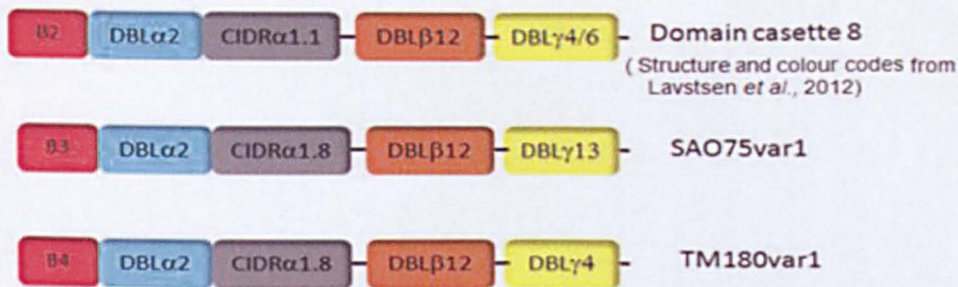 B2 DBLα2 CIDRα1.1 DBLβ12 DBLγ4/6 Domain casette 8
( Structure and colour codes from
Lavstsen et al., 2012)
B3 DBLα2 CIDRα1.8 DBLβ12 DBLγ13 SAO75var1
B4 DBLα2 CIDRα1.8 DBLβ12 DBLγ4 TM180var1